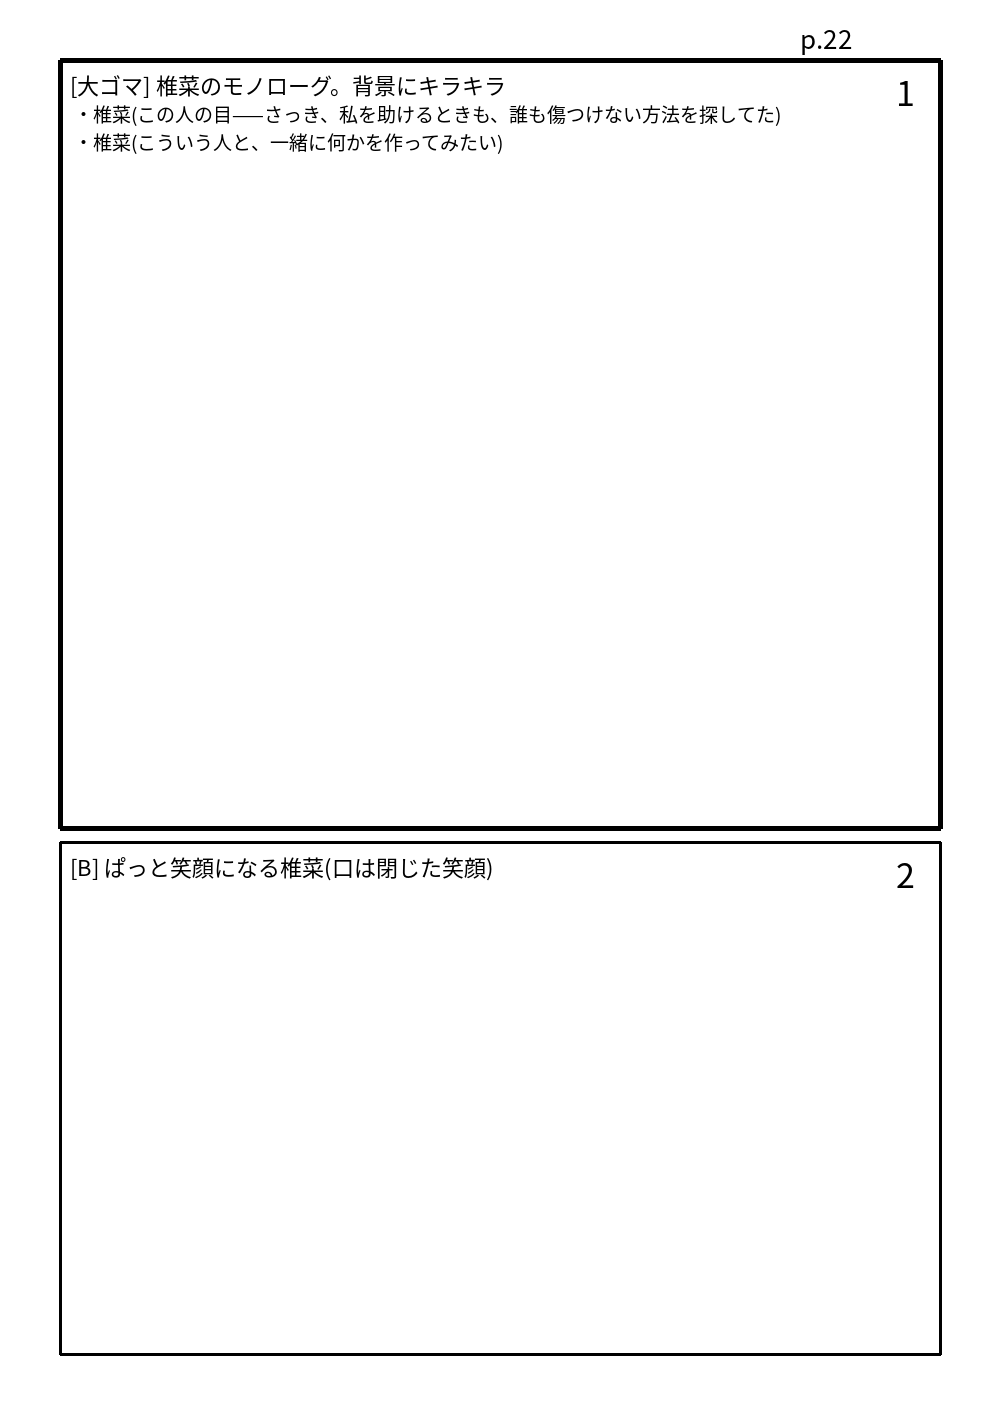 p.22
[大ゴマ] 椎菜のモノローグ。背景にキラキラ
1
・椎菜(この人の目——さっき、私を助けるときも、誰も傷つけない方法を探してた)
・椎菜(こういう人と、一緒に何かを作ってみたい)
[B] ぱっと笑顔になる椎菜(口は閉じた笑顔)
2